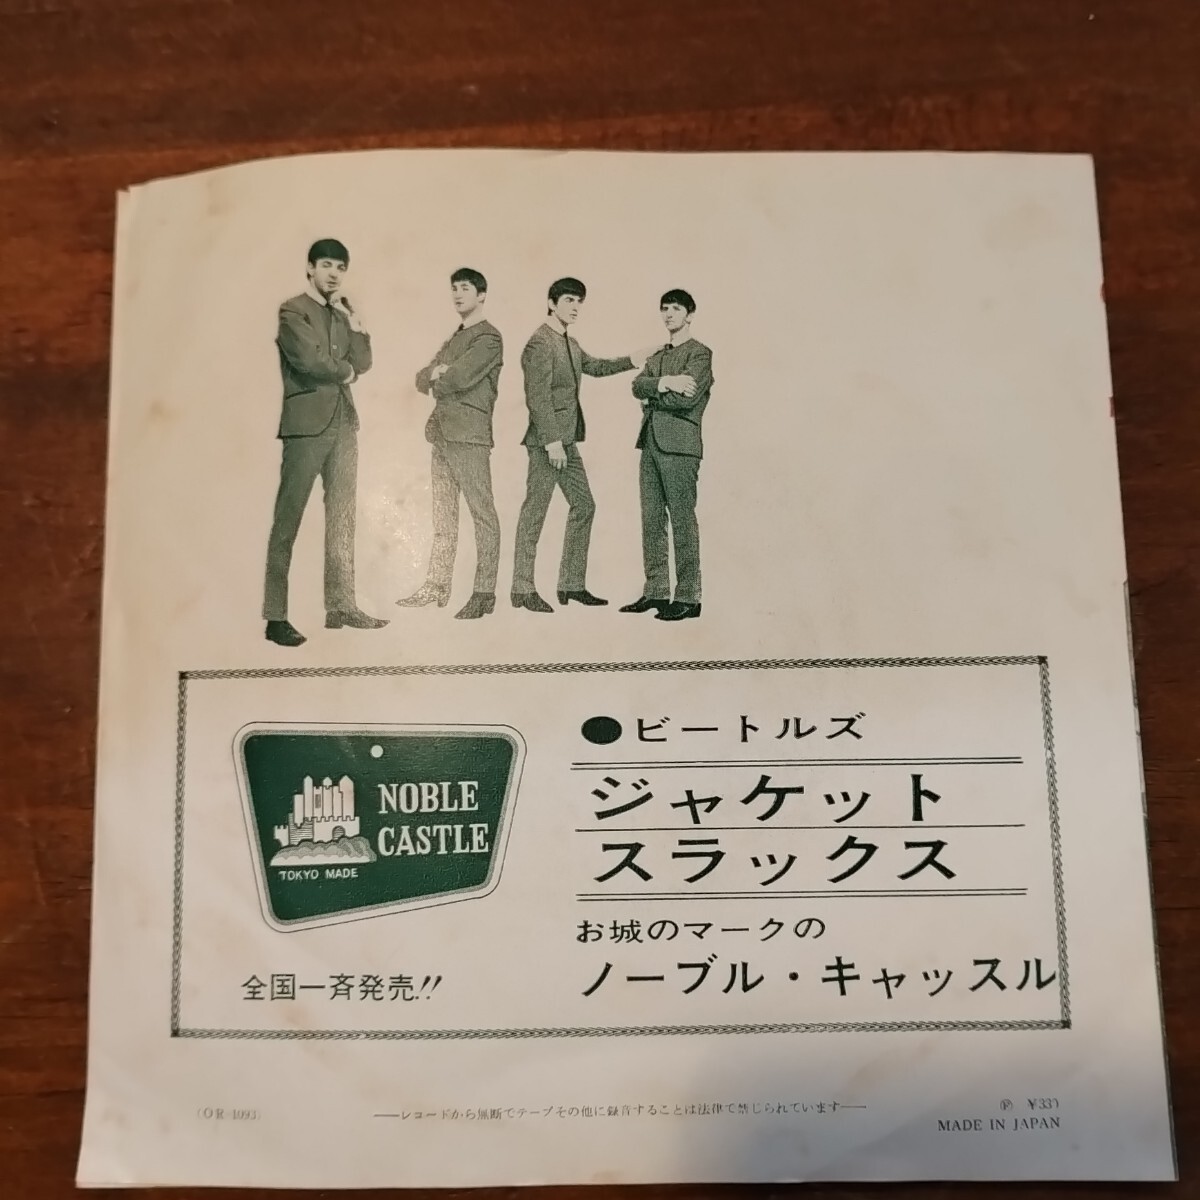 NOBLE
CASTLE
TOKYO MADE
全国一斉発売!!
●ビートルズ
ジャケット
スラックス
お城のマークの
ノーブル・キャッスル
(OR-1093)
──レコードから無断でテープその他に録音することは法律で禁じられています──
Ⓟ ¥330
MADE IN JAPAN